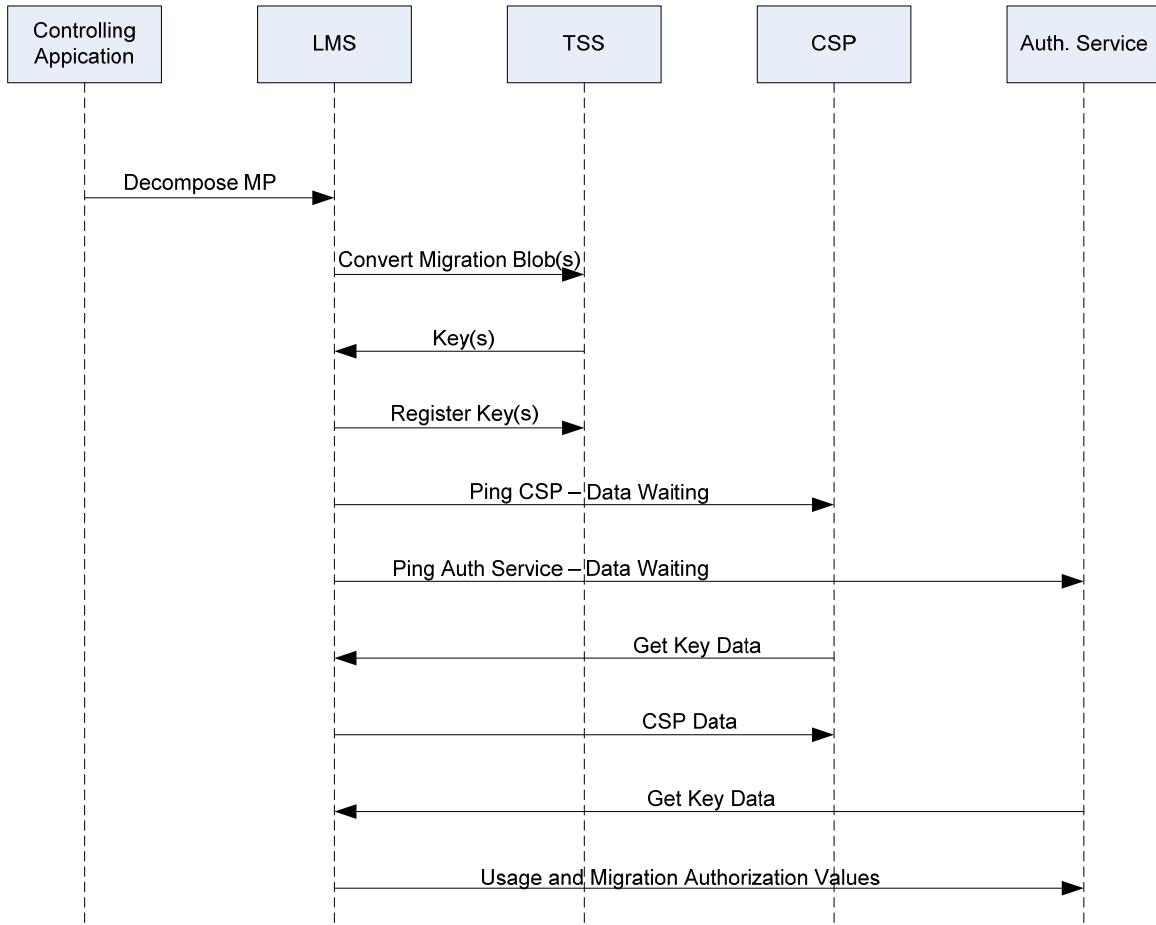 Controlling
Appication
LMS
TSS
CSP
Auth. Service
Decompose MP
Convert Migration Blob(s)
Key(s)
Register Key(s)
Ping CSP – Data Waiting
Ping Auth Service – Data Waiting
Get Key Data
CSP Data
Get Key Data
Usage and Migration Authorization Values